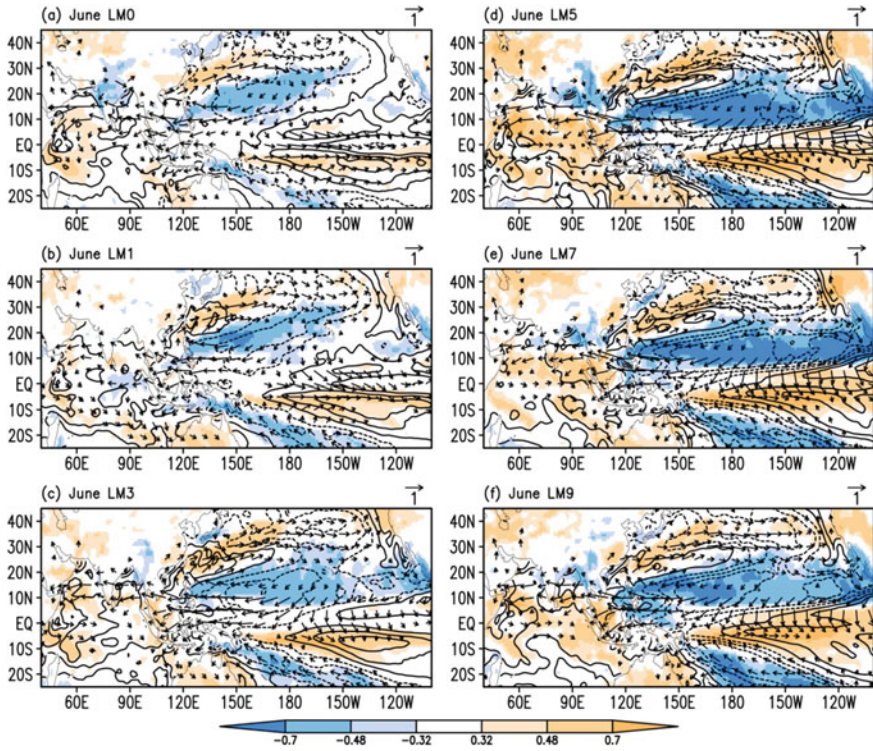 (a) June LM0
1
40N
30N
20N
10N
EQ
10S
20S
60E 90E 120E 150E 180 150W 120W
(b) June LM1
1
40N
30N
20N
10N
EQ
10S
20S
60E 90E 120E 150E 180 150W 120W
(c) June LM3
1
40N
30N
20N
10N
EQ
10S
20S
60E 90E 120E 150E 180 150W 120W
(d) June LM5
1
40N
30N
20N
10N
EQ
10S
20S
60E 90E 120E 150E 180 150W 120W
(e) June LM7
1
40N
30N
20N
10N
EQ
10S
20S
60E 90E 120E 150E 180 150W 120W
(f) June LM9
1
40N
30N
20N
10N
EQ
10S
20S
60E 90E 120E 150E 180 150W 120W
-0.7 -0.48 -0.32 0.32 0.48 0.7